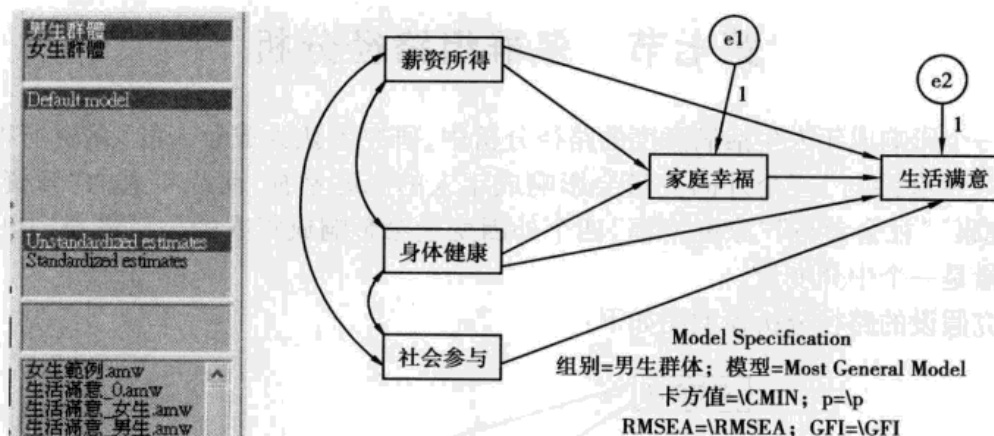 男生群體
女生群體
Default model
Unstandardized estimates
Standardized estimates
女生範例.amw
生活滿意_0.amw
生活滿意_女生.amw
生活滿意_男生.amw
薪资所得
身体健康
社会参与
e1
1
家庭幸福
e2
1
生活满意
Model Specification
组别=男生群体；模型=Most General Model
卡方值=\CMIN；p=\p
RMSEA=\RMSEA；GFI=\GFI